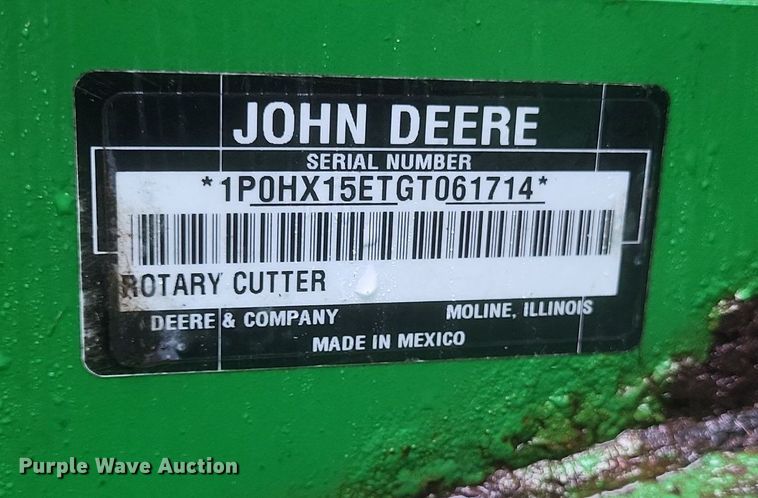 JOHN DEERE
SERIAL NUMBER
*1P0HX15ETGT061714*
ROTARY CUTTER
DEERE & COMPANY MOLINE, ILLINOIS
MADE IN MEXICO
Purple Wave Auction